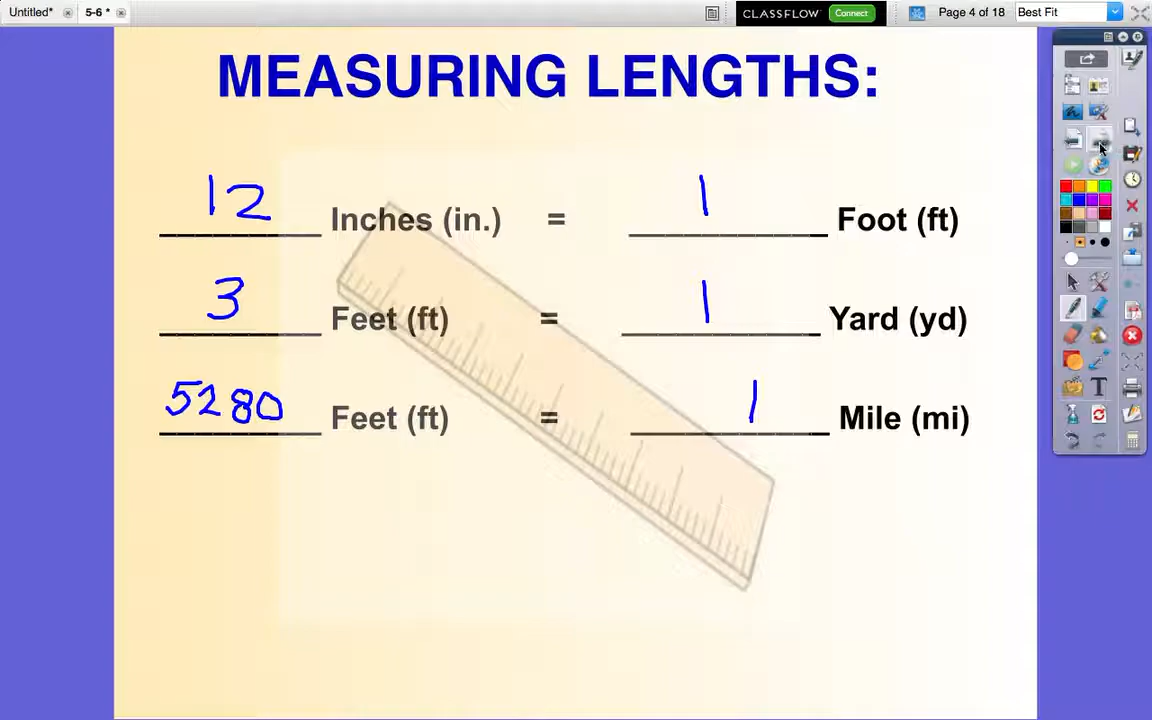 Untitled* 5-6 * CLASSFLOW Connect Page 4 of 18 Best Fit
MEASURING LENGTHS:
12 Inches (in.) = 1 Foot (ft)
3 Feet (ft) = 1 Yard (yd)
5280 Feet (ft) = 1 Mile (mi)
T